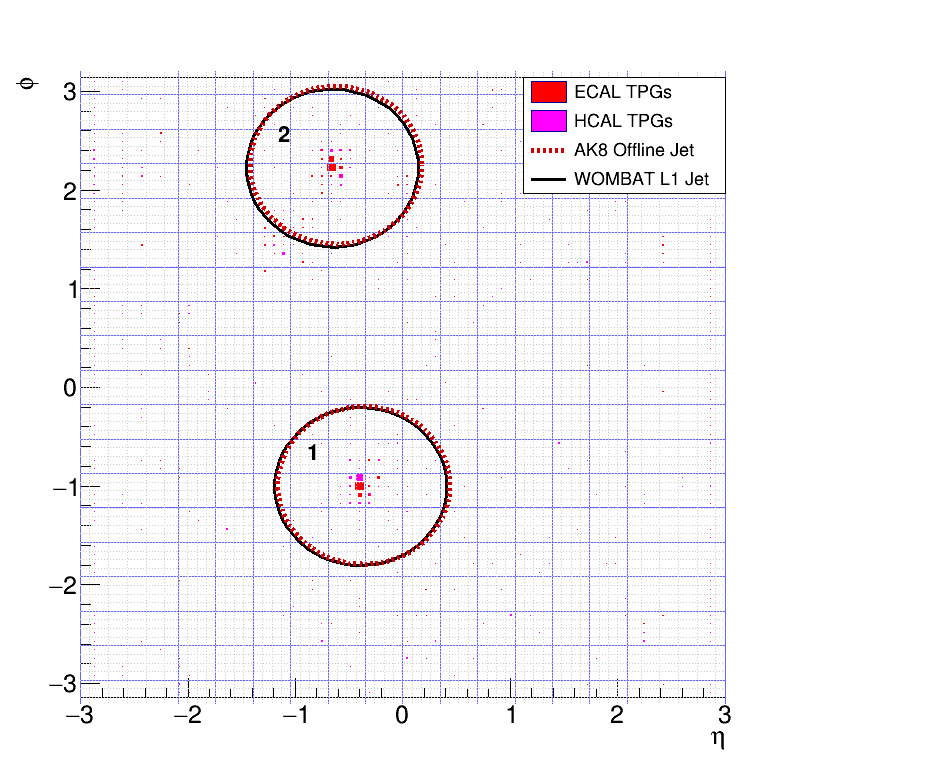 φ
3
2
1
0
−1
−2
−3
2
1
ECAL TPGs
HCAL TPGs
AK8 Offline Jet
WOMBAT L1 Jet
−3 −2 −1 0 1 2 3
η